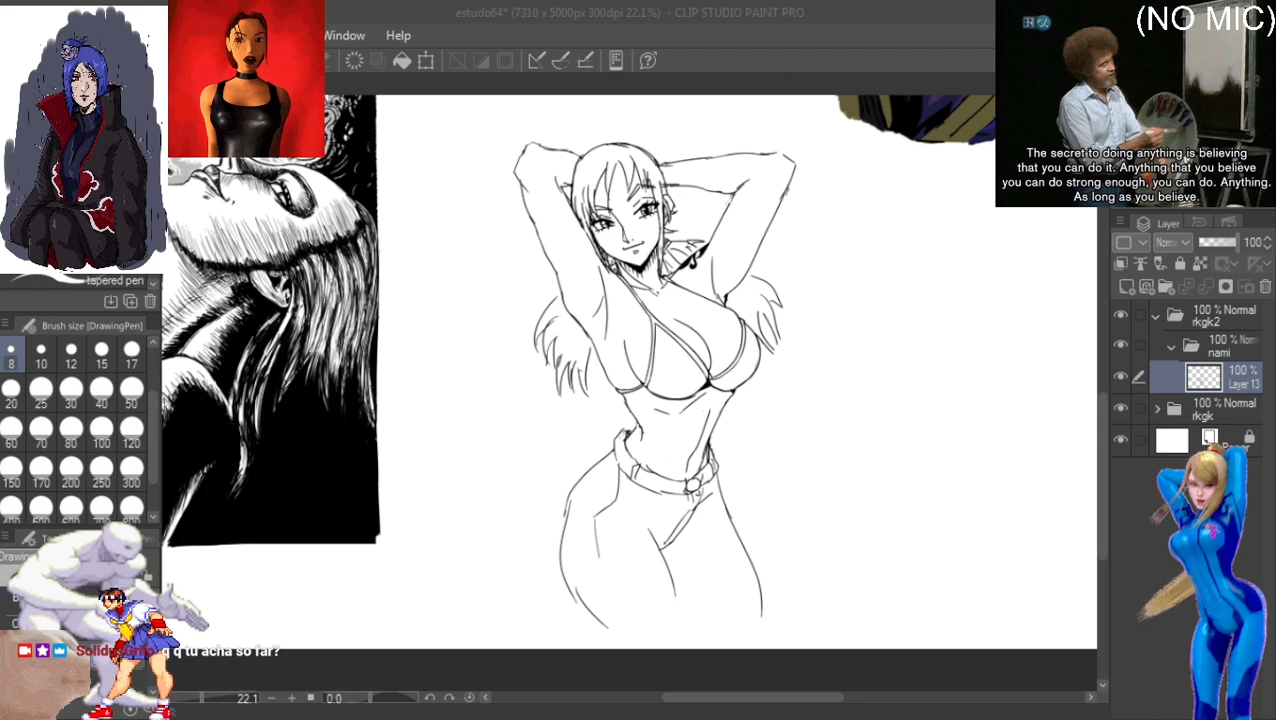 estudo64* (7310 x 5000px 300dpi 22.1%) - CLIP STUDIO PAINT PRO
(NO MIC)
Window Help
The secret to doing anything is believing
that you can do it. Anything that you believe
you can do strong enough, you can do. Anything.
As long as you believe.
Layer
100
tapered pen
Brush size [DrawingPen]
8 10 12 15 17
20 25 30 40 50
60 70 80 100 120
150 170 200 250 300
100 % Normal
rkgk2
100 % Norm
nami
100 %
Layer 13
100 % Normal
rkgk
q q tu acha so far?
22.1
0.0